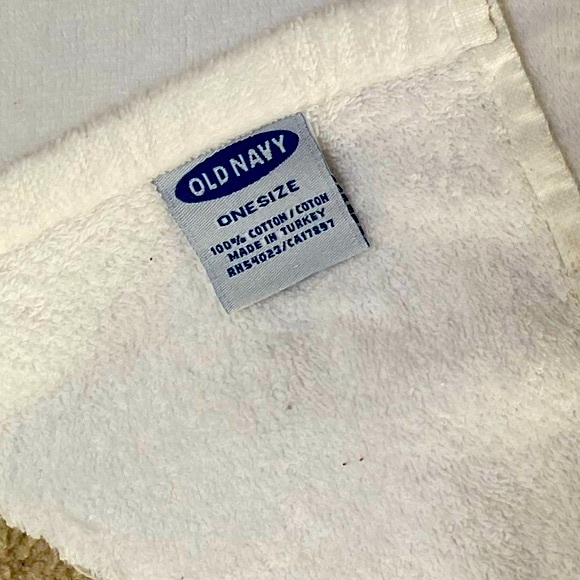 OLD NAVY
ONE SIZE
100% COTTON / COTON
MADE IN TURKEY
RN54023/CA17897